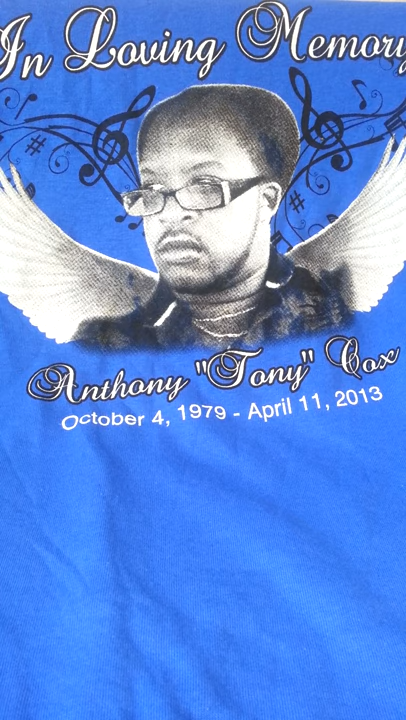 In Loving Memory
Anthony "Tony" Cox
October 4, 1979 - April 11, 2013